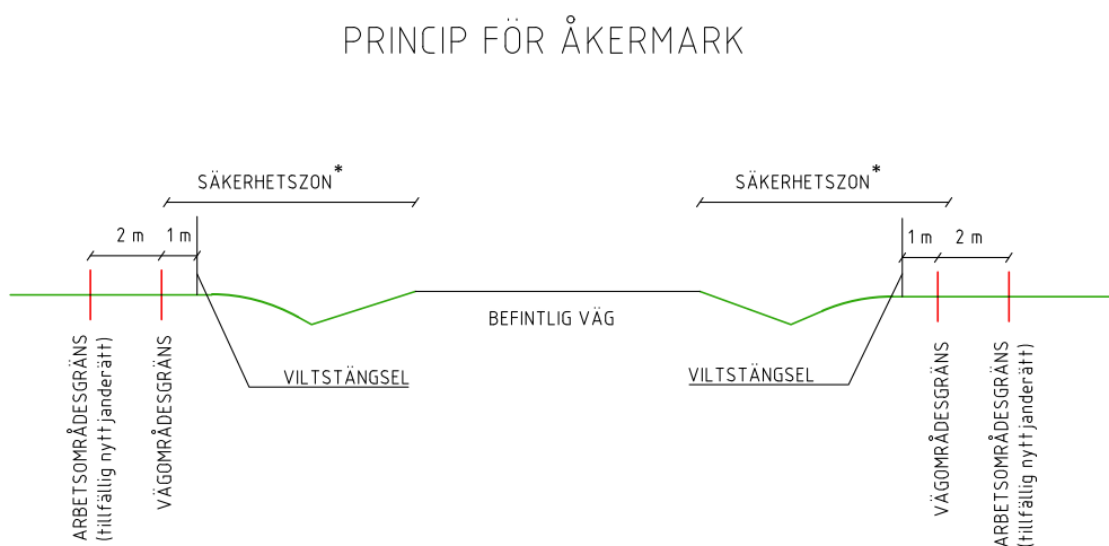 PRINCIP FÖR ÅKERMARK
SÄKERHETSZON*
SÄKERHETSZON*
2 m
1 m
1 m
2 m
BEFINTLIG VÄG
VILTSTÄNGSEL
VILTSTÄNGSEL
ARBETSOMRÅDESGRÄNS
(tillfällig nyttjanderätt)
VÄGOMRÅDESGRÄNS
VÄGOMRÅDESGRÄNS
ARBETSOMRÅDESGRÄNS
(tillfällig nyttjanderätt)